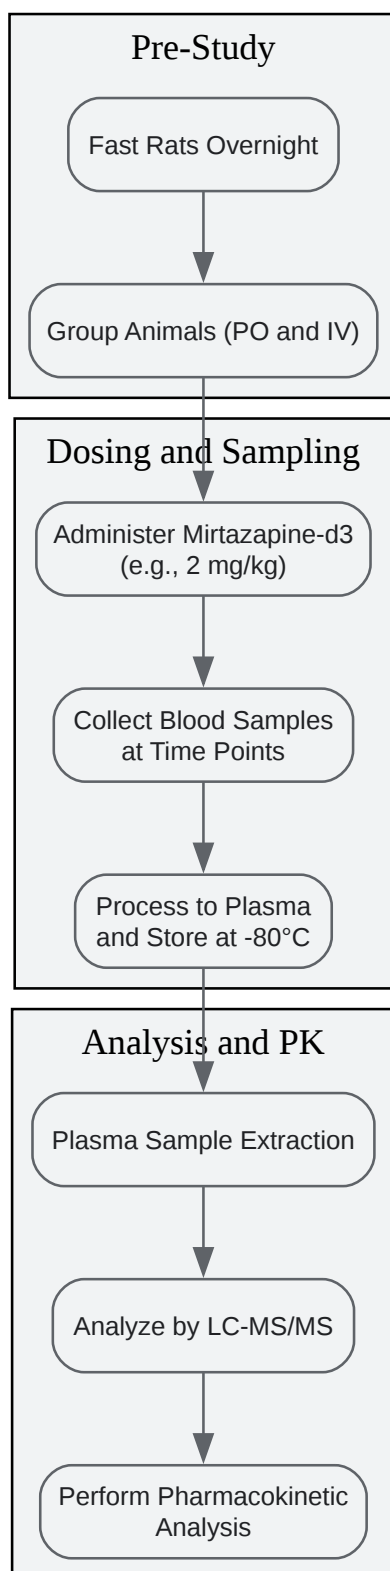 Pre-Study
Fast Rats Overnight
Group Animals (PO and IV)
Dosing and Sampling
Administer Mirtazapine-d3
(e.g., 2 mg/kg)
Collect Blood Samples
at Time Points
Process to Plasma
and Store at -80°C
Analysis and PK
Plasma Sample Extraction
Analyze by LC-MS/MS
Perform Pharmacokinetic
Analysis